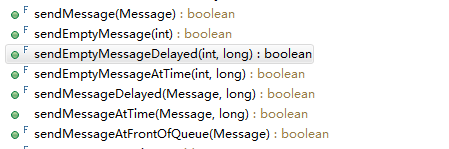 F sendMessage(Message) : boolean
F sendEmptyMessage(int) : boolean
F sendEmptyMessageDelayed(int, long) : boolean
F sendEmptyMessageAtTime(int, long) : boolean
F sendMessageDelayed(Message, long) : boolean
F sendMessageAtTime(Message, long) : boolean
F sendMessageAtFrontOfQueue(Message) : boolean